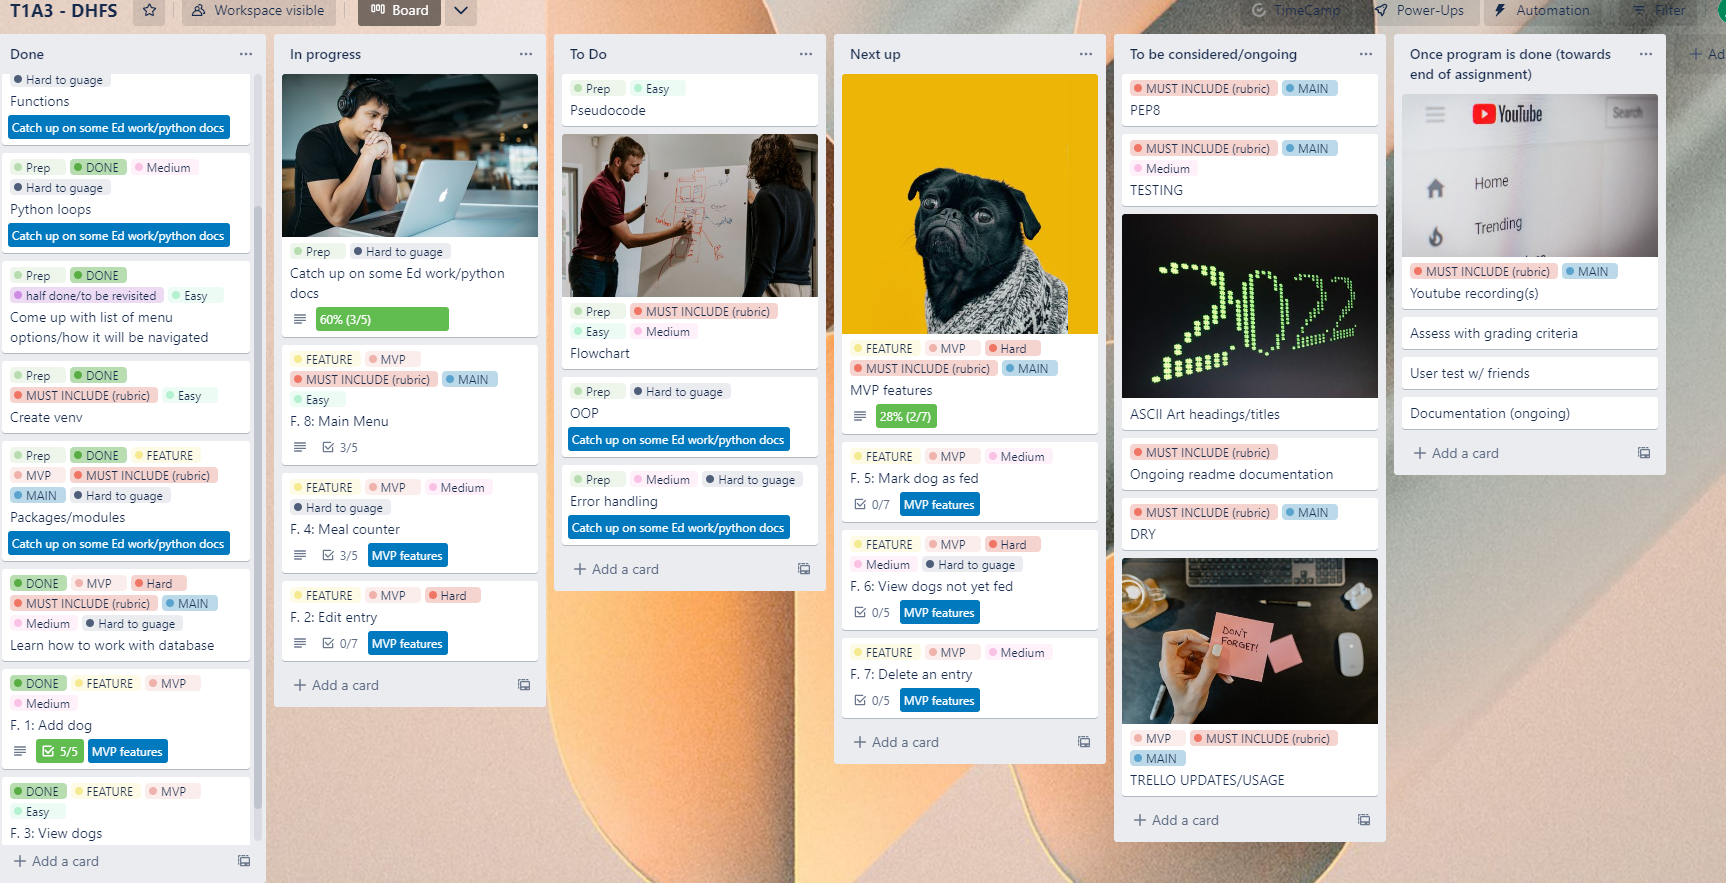 T1A3 - DHFS
Workspace visible
Board
TimeCamp
Power-Ups
Automation
Filter
Done
Hard to guage
Functions
Catch up on some Ed work/python docs
Prep DONE Medium
Hard to guage
Python loops
Catch up on some Ed work/python docs
Prep DONE
half done/to be revisited Easy
Come up with list of menu
options/how it will be navigated
Prep DONE
MUST INCLUDE (rubric) Easy
Create venv
Prep DONE FEATURE
MVP MUST INCLUDE (rubric)
MAIN Hard to guage
Packages/modules
Catch up on some Ed work/python docs
DONE MVP Hard
MUST INCLUDE (rubric) MAIN
Medium Hard to guage
Learn how to work with database
DONE FEATURE MVP
Medium
F. 1: Add dog
5/5 MVP features
DONE FEATURE MVP
Easy
F. 3: View dogs
+ Add a card
In progress
Prep Hard to guage
Catch up on some Ed work/python
docs
60% (3/5)
FEATURE MVP
MUST INCLUDE (rubric) MAIN
Easy
F. 8: Main Menu
3/5
FEATURE MVP Medium
Hard to guage
F. 4: Meal counter
3/5 MVP features
FEATURE MVP Hard
F. 2: Edit entry
0/7 MVP features
+ Add a card
To Do
Prep Easy
Pseudocode
Prep MUST INCLUDE (rubric)
Easy Medium
Flowchart
Prep Hard to guage
OOP
Catch up on some Ed work/python docs
Prep Medium Hard to guage
Error handling
Catch up on some Ed work/python docs
+ Add a card
Next up
FEATURE MVP Hard
MUST INCLUDE (rubric) MAIN
MVP features
28% (2/7)
FEATURE MVP Medium
F. 5: Mark dog as fed
0/7 MVP features
FEATURE MVP Hard
Medium Hard to guage
F. 6: View dogs not yet fed
0/5 MVP features
FEATURE MVP Medium
F. 7: Delete an entry
0/5 MVP features
+ Add a card
To be considered/ongoing
MUST INCLUDE (rubric) MAIN
PEP8
MUST INCLUDE (rubric) MAIN
Medium
TESTING
2022
ASCII Art headings/titles
MUST INCLUDE (rubric)
Ongoing readme documentation
MUST INCLUDE (rubric) MAIN
DRY
DON'T
FORGET!
MVP MUST INCLUDE (rubric)
MAIN
TRELLO UPDATES/USAGE
+ Add a card
Once program is done (towards
end of assignment)
YouTube
Search
Home
Trending
MUST INCLUDE (rubric) MAIN
Youtube recording(s)
Assess with grading criteria
User test w/ friends
Documentation (ongoing)
+ Add a card
+ Ad